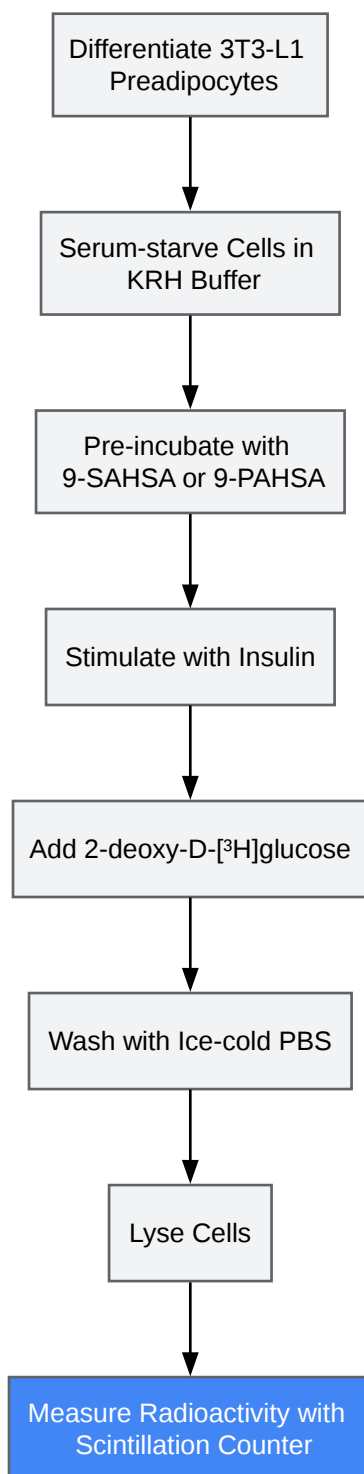 Differentiate 3T3-L1
Preadipocytes
Serum-starve Cells in
KRH Buffer
Pre-incubate with
9-SAHSA or 9-PAHSA
Stimulate with Insulin
Add 2-deoxy-D-[³H]glucose
Wash with Ice-cold PBS
Lyse Cells
Measure Radioactivity with
Scintillation Counter